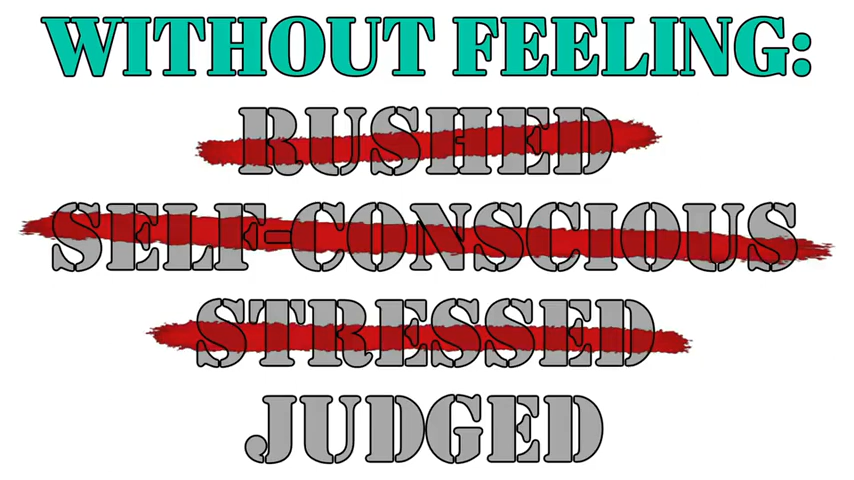 WITHOUT FEELING:
RUSHED
SELF-CONSCIOUS
STRESSED
JUDGED